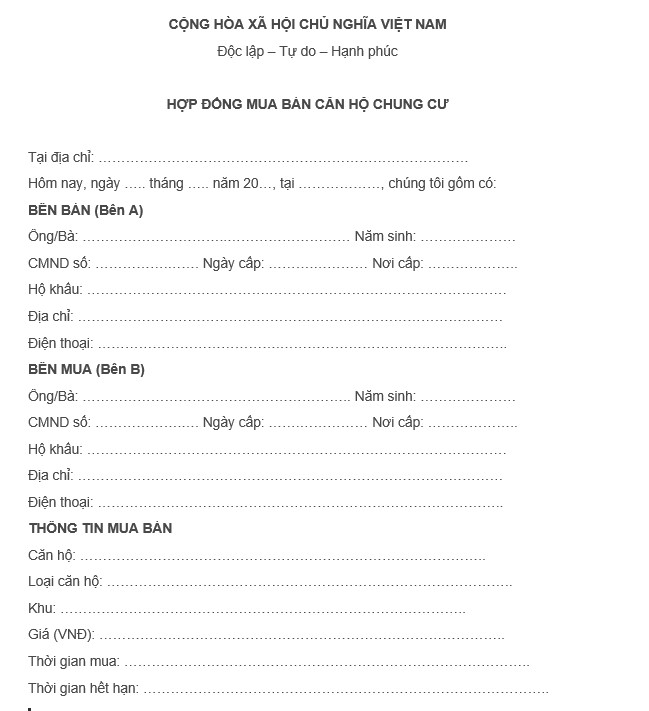 CỘNG HÒA XÃ HỘI CHỦ NGHĨA VIỆT NAM
Độc lập – Tự do – Hạnh phúc
HỢP ĐỒNG MUA BÁN CĂN HỘ CHUNG CƯ
Tại địa chỉ: ……………………………………………………………………….
Hôm nay, ngày ….. tháng ….. năm 20…, tại ………………, chúng tôi gồm có:
BÊN BÁN (Bên A)
Ông/Bà: …………………………………………………… Năm sinh: …………………
CMND số: ………………….. Ngày cấp: …………………. Nơi cấp: ………………..
Hộ khẩu: ………………………………………………………………………………….
Địa chỉ: ……………………………………………………………………………………
Điện thoại: ………………………………………………………………………………..
BÊN MUA (Bên B)
Ông/Bà: …………………………………………………… Năm sinh: …………………
CMND số: ………………….. Ngày cấp: …………………. Nơi cấp: ………………..
Hộ khẩu: ………………………………………………………………………………….
Địa chỉ: ……………………………………………………………………………………
Điện thoại: ………………………………………………………………………………..
THÔNG TIN MUA BÁN
Căn hộ: ……………………………………………………………………………….
Loại căn hộ: ……………………………………………………………………………….
Khu: ……………………………………………………………………………….
Giá (VNĐ): ……………………………………………………………………………….
Thời gian mua: ……………………………………………………………………………….
Thời gian hết hạn: ……………………………………………………………………………….